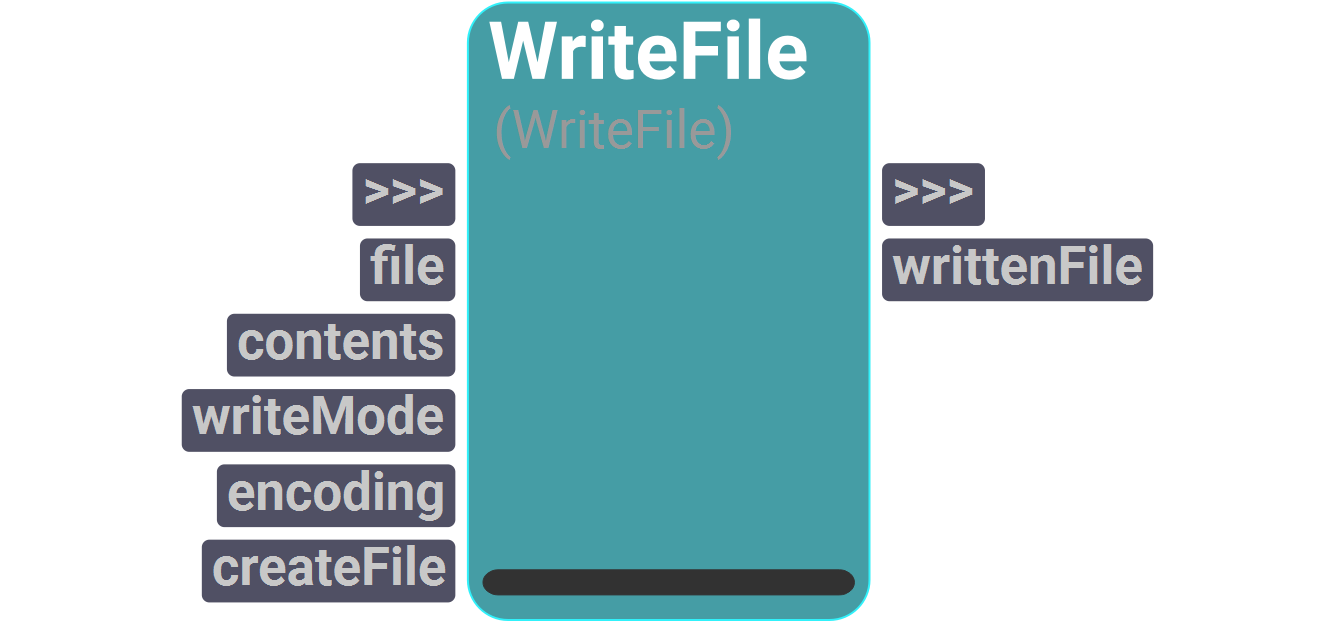 WriteFile
(WriteFile)
>>>
>>>
file
writtenFile
contents
writeMode
encoding
createFile